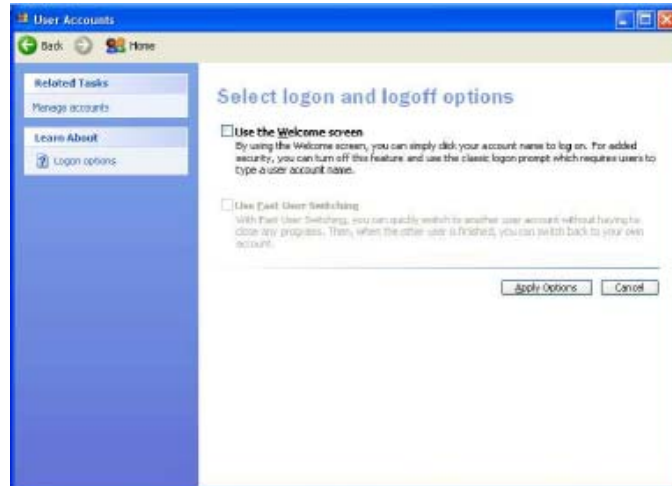 User Accounts
Back Home
Related Tasks
Manage accounts
Learn About
Logon options
Select logon and logoff options
Use the Welcome screen
By using the Welcome screen, you can simply click your account name to log on. For added
security, you can turn off this feature and use the classic logon prompt which requires users to
type a user account name.
Use Fast User Switching
With Fast User Switching, you can quickly switch to another user account without having to
close any programs. Then, when the other user is finished, you can switch back to your own
account.
Apply Options Cancel